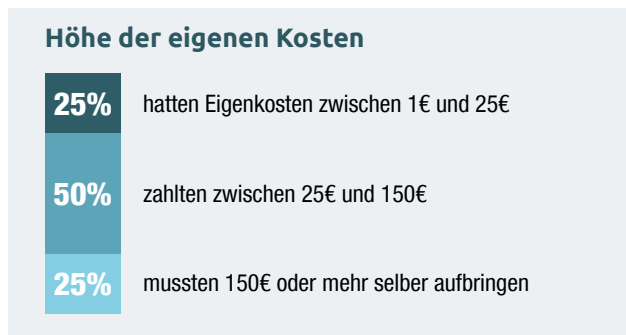 Höhe der eigenen Kosten
25% hatten Eigenkosten zwischen 1€ und 25€
50% zahlten zwischen 25€ und 150€
25% mussten 150€ oder mehr selber aufbringen